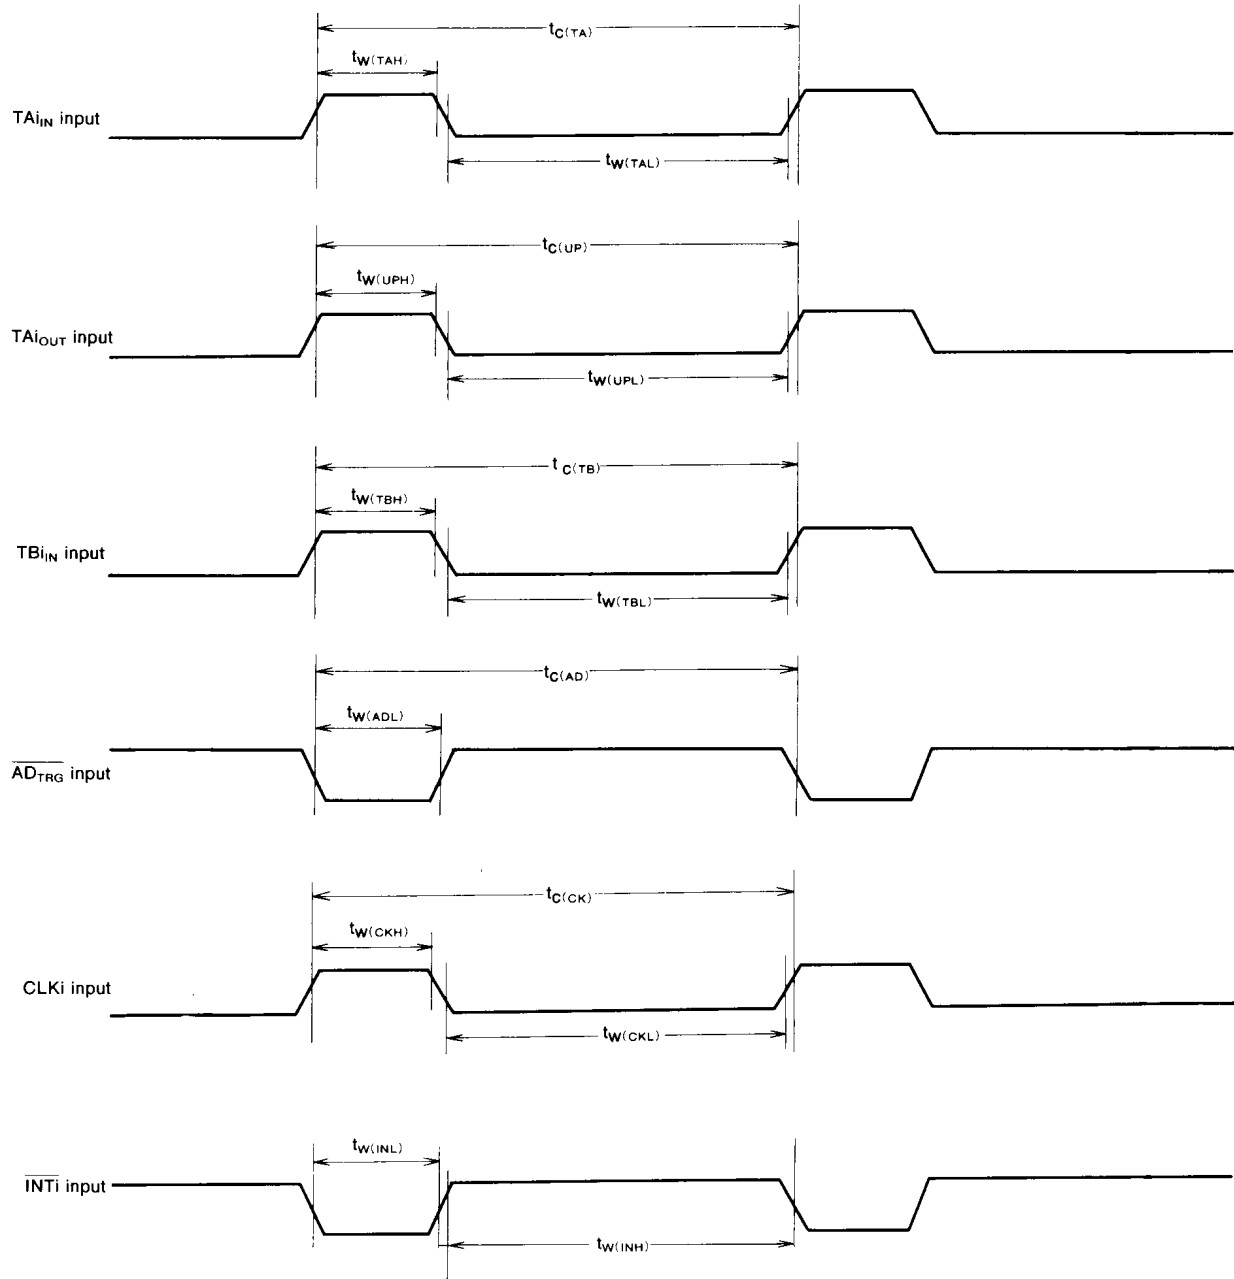 tC(TA)
tW(TAH)
TAiIN input
tW(TAL)
tC(UP)
tW(UPH)
TAiOUT input
tW(UPL)
tC(TB)
tW(TBH)
TBiIN input
tW(TBL)
tC(AD)
tW(ADL)
ADTRG input
tC(CK)
tW(CKH)
CLKi input
tW(CKL)
tW(INL)
INTi input
tW(INH)